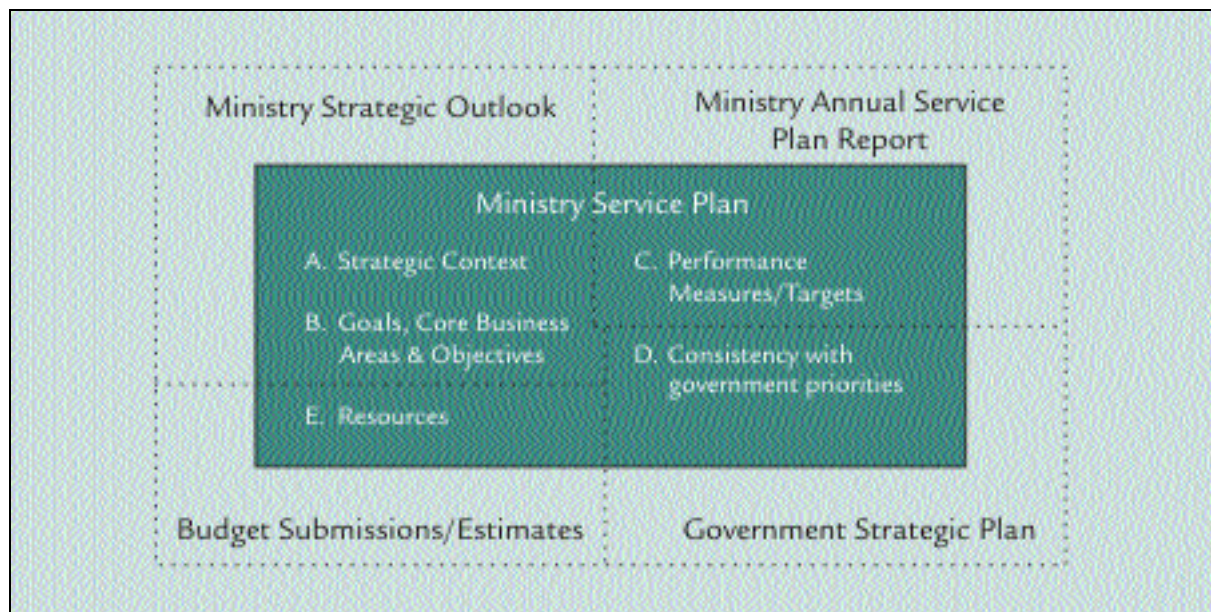 Ministry Strategic Outlook
Ministry Annual Service
Plan Report
Ministry Service Plan
A. Strategic Context
B. Goals, Core Business
Areas & Objectives
E. Resources
C. Performance
Measures/Targets
D. Consistency with
government priorities
Budget Submissions/Estimates
Government Strategic Plan